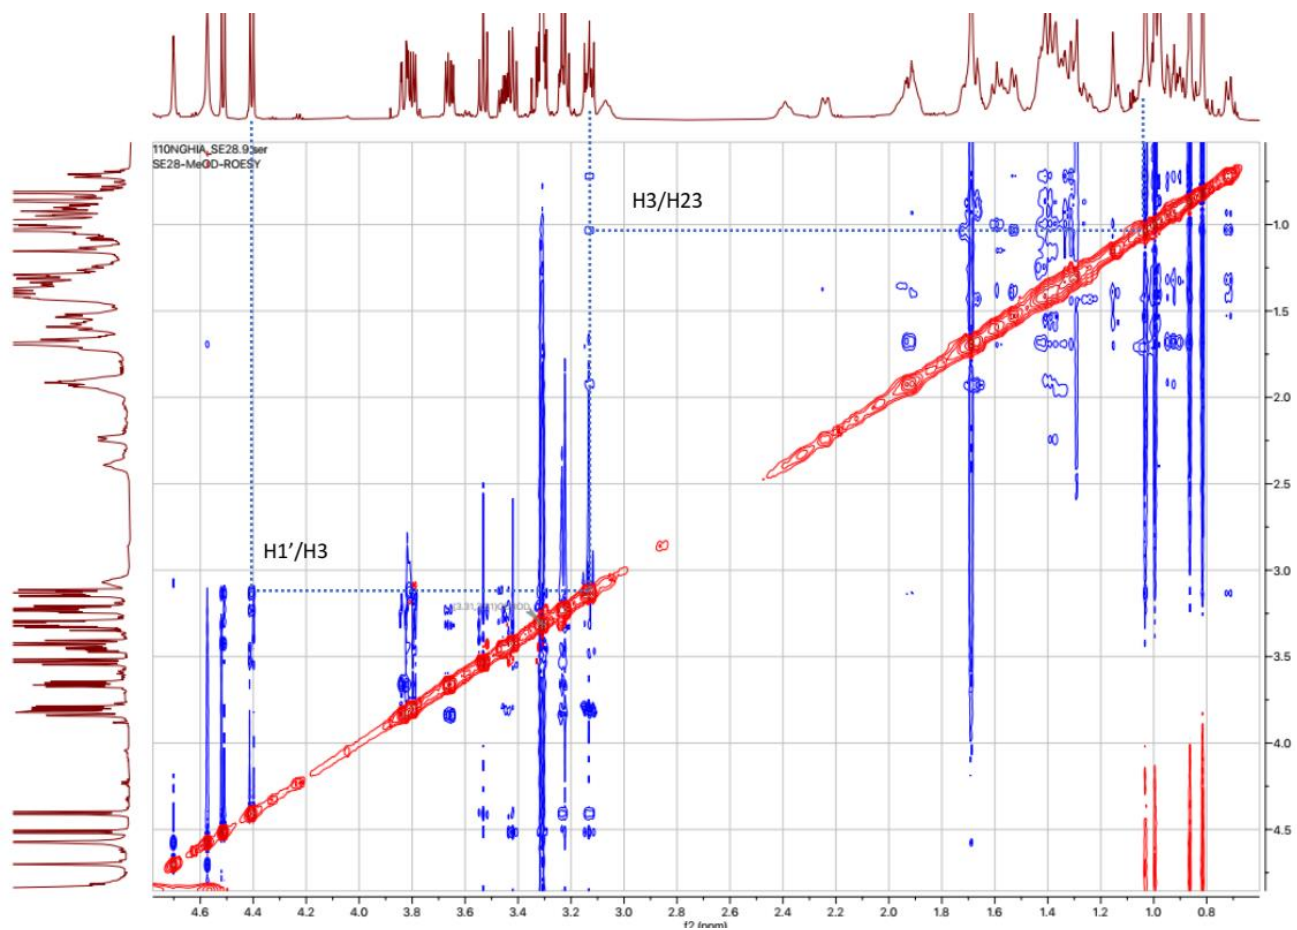 110NGHIA_SE28.9.ser
SE28-MeOD-ROESY
H3/H23
H1’/H3
1.0
1.5
2.0
2.5
3.0
3.5
4.0
4.5
4.6 4.4 4.2 4.0 3.8 3.6 3.4 3.2 3.0 2.8 2.6 2.4 2.2 2.0 1.8 1.6 1.4 1.2 1.0 0.8
f2 (ppm)